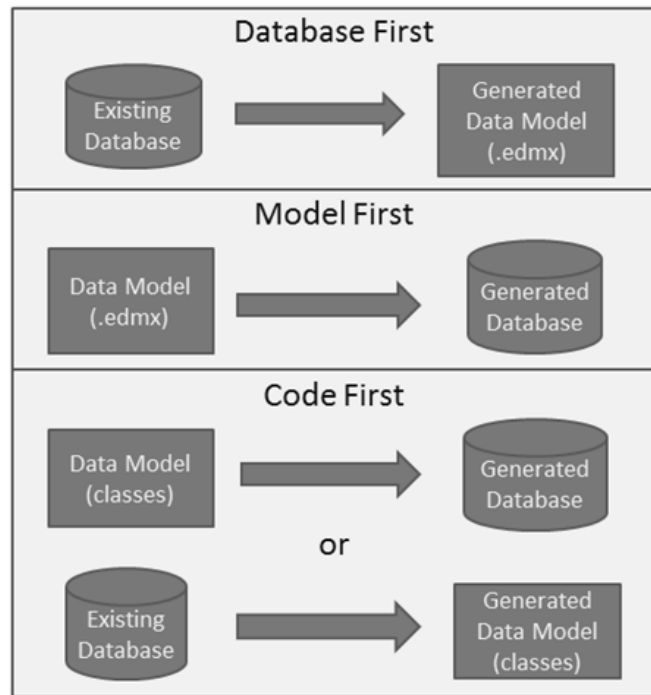 Database First
Existing
Database
Generated
Data Model
(.edmx)
Model First
Data Model
(.edmx)
Generated
Database
Code First
Data Model
(classes)
Generated
Database
or
Existing
Database
Generated
Data Model
(classes)